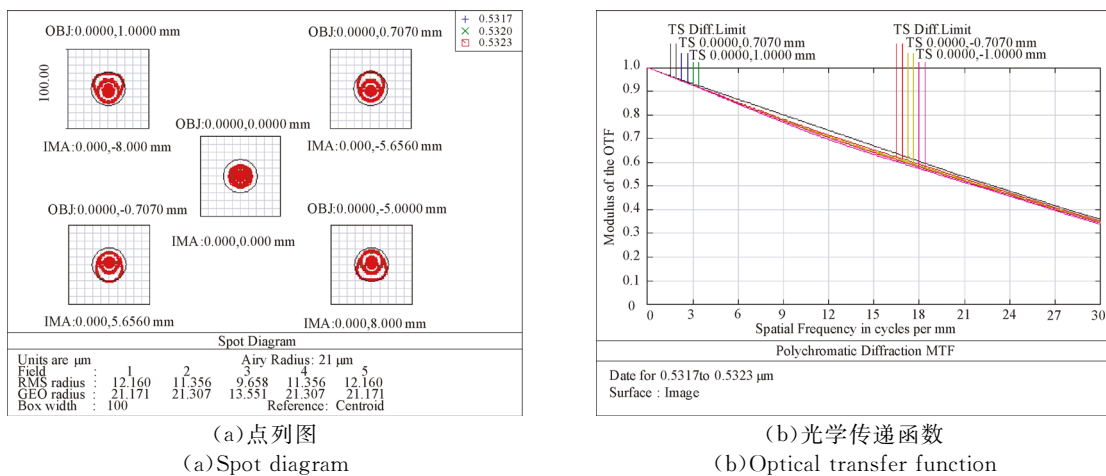 OBJ:0.0000,1.0000 mm
OBJ:0.0000,0.7070 mm
0.5317
0.5320
0.5323
100.00
OBJ:0.0000,0.0000 mm
IMA:0.000,-8.000 mm
IMA:0.000,-5.6560 mm
OBJ:0.0000,-0.7070 mm
OBJ:0.0000,-5.0000 mm
IMA:0.000,0.000 mm
IMA:0.000,5.6560 mm
IMA:0.000,8.000 mm
Spot Diagram
Units are μm Airy Radius: 21 μm
Field : 1 2 3 4 5
RMS radius : 12.160 11.356 9.658 11.356 12.160
GEO radius : 21.171 21.307 13.551 21.307 21.171
Box width : 100 Reference: Centroid
(a)点列图
(a)Spot diagram
TS Diff.Limit
TS 0.0000,0.7070 mm
TS 0.0000,1.0000 mm
TS Diff.Limit
TS 0.0000,-0.7070 mm
TS 0.0000,-1.0000 mm
Modulus of the OTF
1.0
0.9
0.8
0.7
0.6
0.5
0.4
0.3
0.2
0.1
0
0 3 6 9 12 15 18 21 24 27 30
Spatial Frequency in cycles per mm
Polychromatic Diffraction MTF
Date for 0.5317to 0.5323 μm
Surface : Image
(b)光学传递函数
(b)Optical transfer function